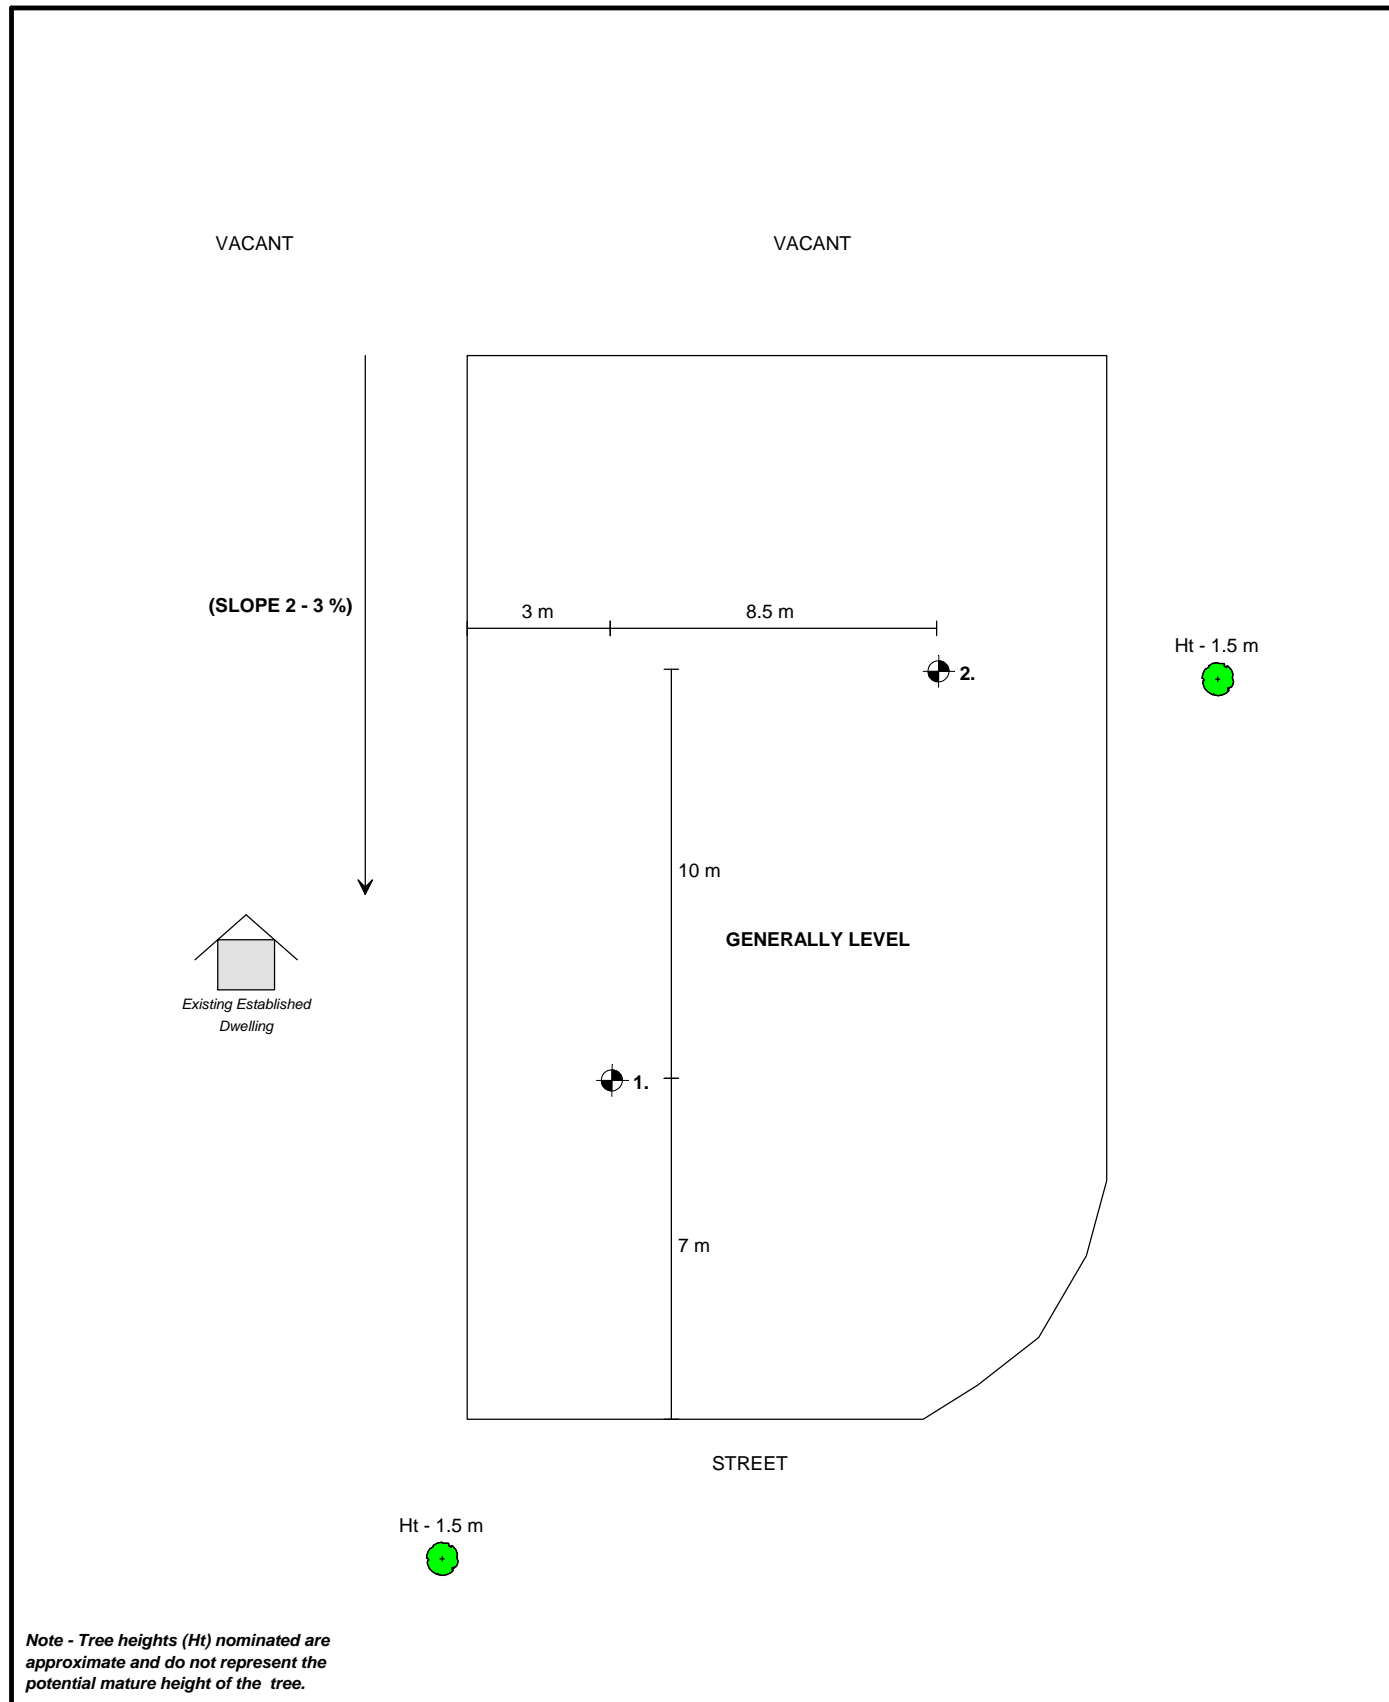 VACANT
VACANT
(SLOPE 2 - 3 %)
3 m
8.5 m
Ht - 1.5 m
2.
10 m
GENERALLY LEVEL
Existing Established
Dwelling
1.
7 m
STREET
Ht - 1.5 m
Note - Tree heights (Ht) nominated are
approximate and do not represent the
potential mature height of the tree.